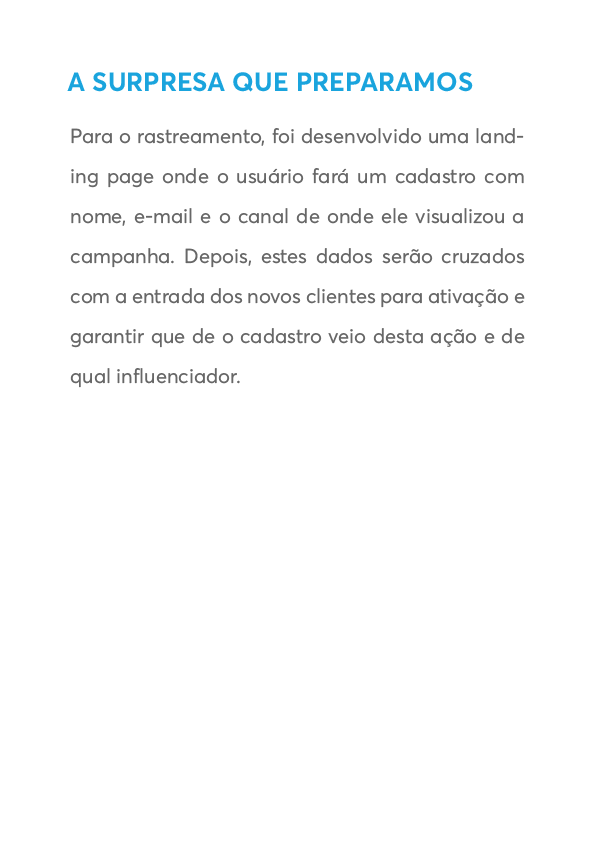 A SURPRESA QUE PREPARAMOS
Para o rastreamento, foi desenvolvido uma land-
ing page onde o usuário fará um cadastro com
nome, e-mail e o canal de onde ele visualizou a
campanha. Depois, estes dados serão cruzados
com a entrada dos novos clientes para ativação e
garantir que de o cadastro veio desta ação e de
qual influenciador.